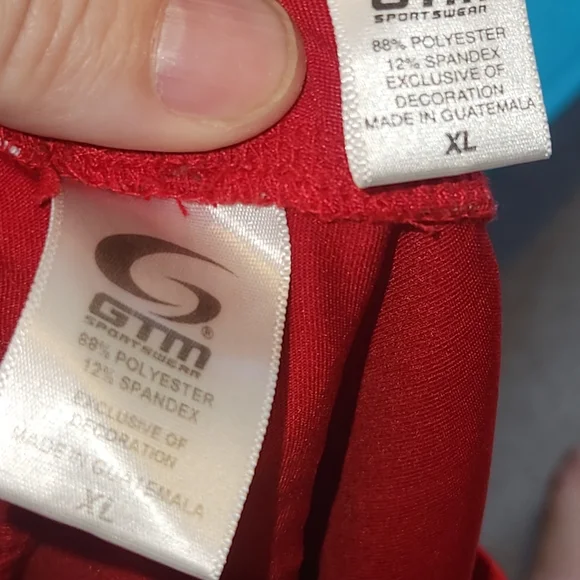 SPORTSWEAR
88% POLYESTER
12% SPANDEX
EXCLUSIVE OF
DECORATION
MADE IN GUATEMALA
XL
GTM®
SPORTSWEAR
88% POLYESTER
12% SPANDEX
EXCLUSIVE OF
DECORATION
MADE IN GUATEMALA
XL